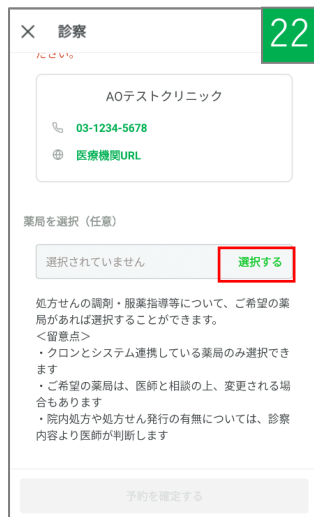 診察
22
ださい。
AOテストクリニック
03-1234-5678
医療機関URL
薬局を選択（任意）
選択されていません 選択する
処方せんの調剤・服薬指導等について、ご希望の薬
局があれば選択することができます。
＜留意点＞
・クロンとシステム連携している薬局のみ選択でき
ます
・ご希望の薬局は、医師と相談の上、変更される場
合もあります
・院内処方や処方せん発行の有無については、診察
内容より医師が判断します
予約を確定する